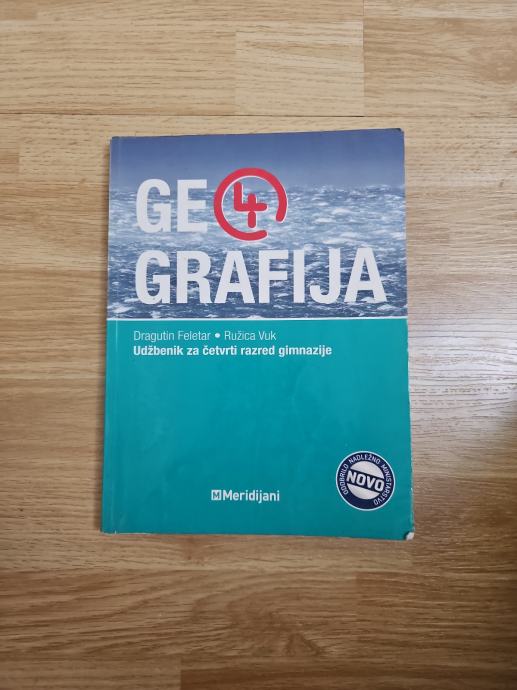 GE4
GRAFIJA
Dragutin Feletar • Ružica Vuk
Udžbenik za četvrti razred gimnazije
ODOBRILO NADLEŽNO MINISTARSTVO
NOVO
M Meridijani